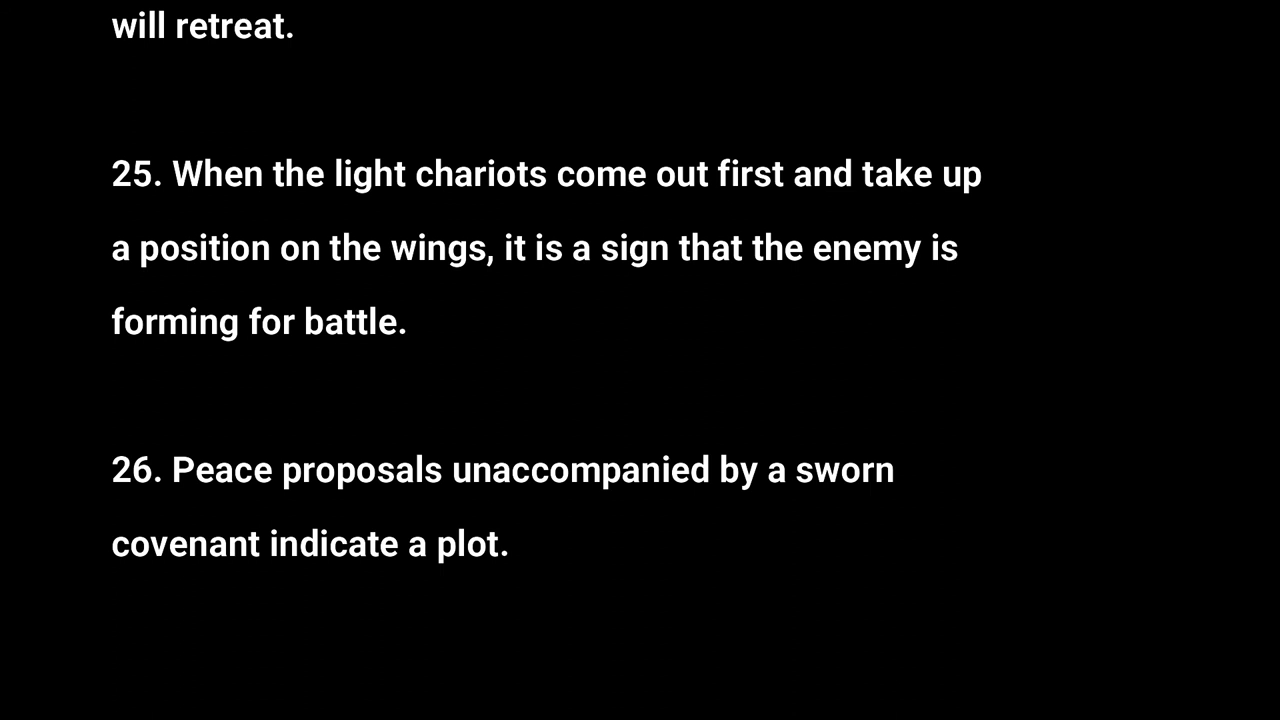 will retreat.
25. When the light chariots come out first and take up
a position on the wings, it is a sign that the enemy is
forming for battle.
26. Peace proposals unaccompanied by a sworn
covenant indicate a plot.